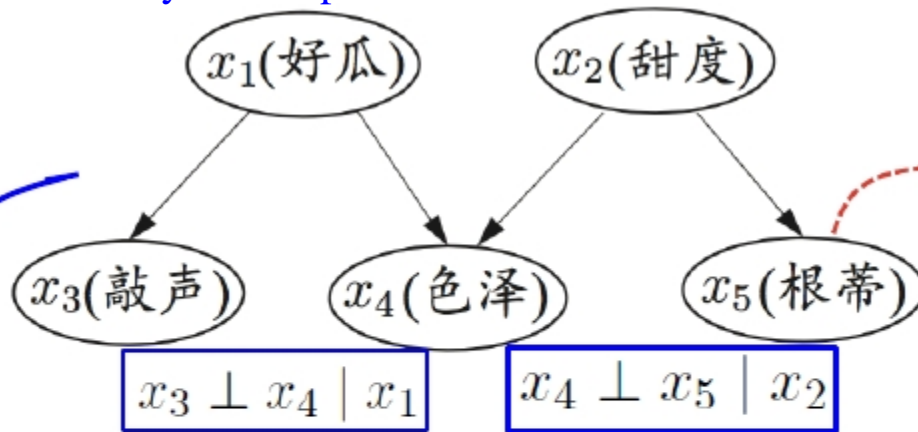 x₁(好瓜) x₂(甜度)
x₃(敲声) x₄(色泽) x₅(根蒂)
x₃ ⊥ x₄ | x₁ x₄ ⊥ x₅ | x₂